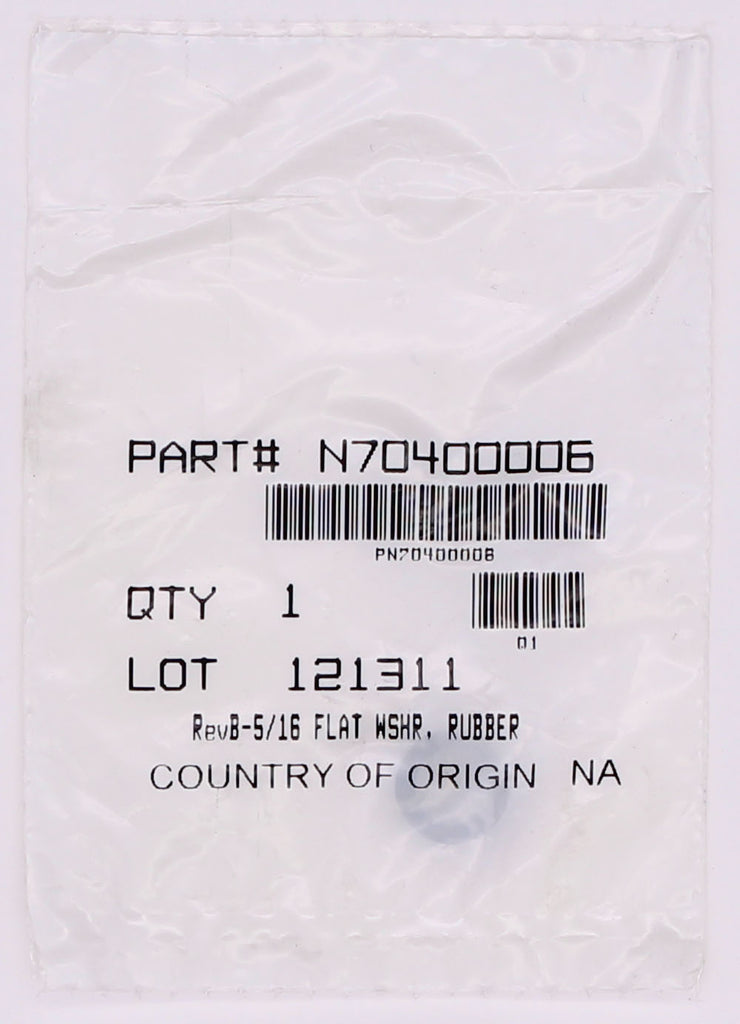 PART# N70400006
PN70400006
QTY 1
01
LOT 121311
RevB-5/16 FLAT WSHR, RUBBER
COUNTRY OF ORIGIN NA